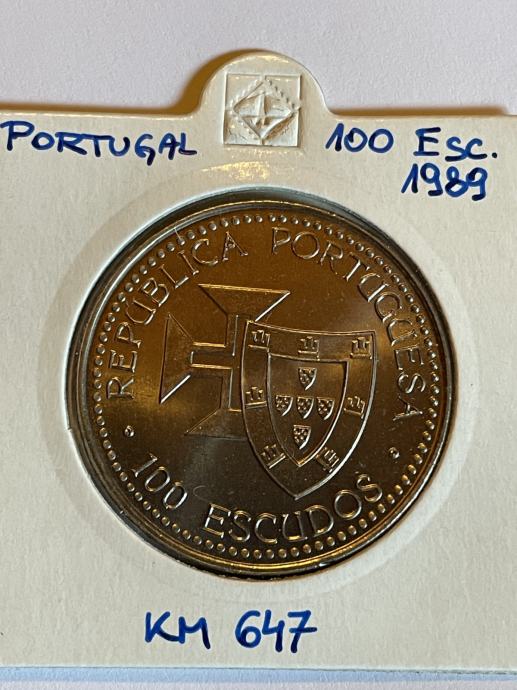 PORTUGAL 100 Esc.
1989
REPUBLICA PORTUGUESA
100 ESCUDOS
KM 647